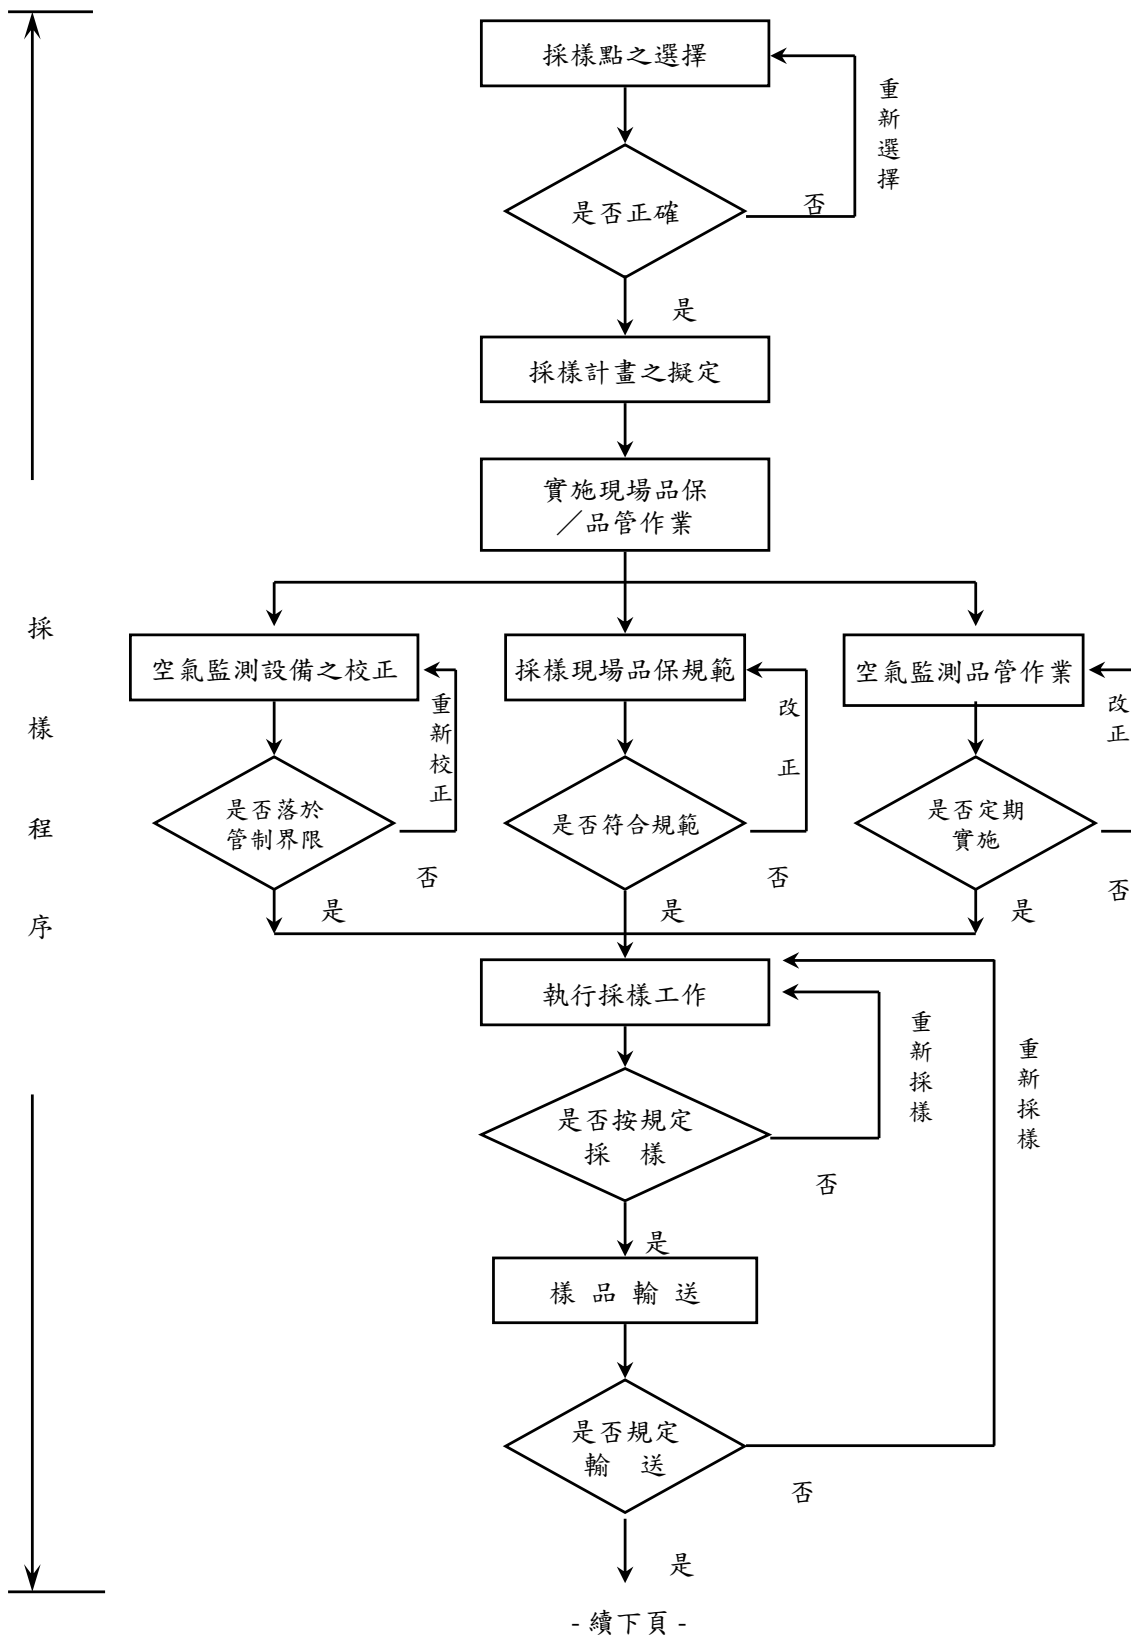 採樣點之選擇
重新選擇
是否正確
否
是
採樣計畫之擬定
實施現場品保
／品管作業
採樣程序
空氣監測設備之校正
重新校正
是否落於
管制界限
否
是
採樣現場品保規範
改正
是否符合規範
否
是
空氣監測品管作業
改正
是否定期
實施
否
是
執行採樣工作
重新採樣
重新採樣
是否按規定
採　樣
否
是
樣 品 輸 送
是否規定
輸　送
否
是
- 續下頁 -